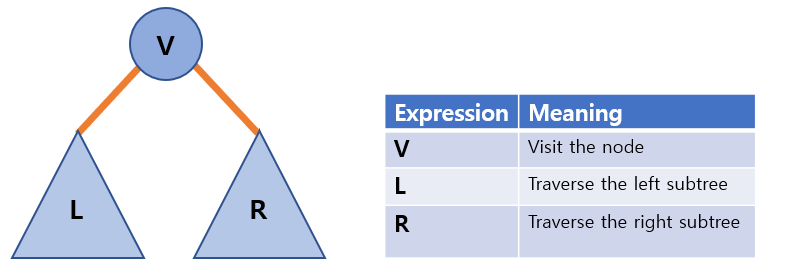 V
L
R
Expression Meaning
V Visit the node
L Traverse the left subtree
R Traverse the right subtree